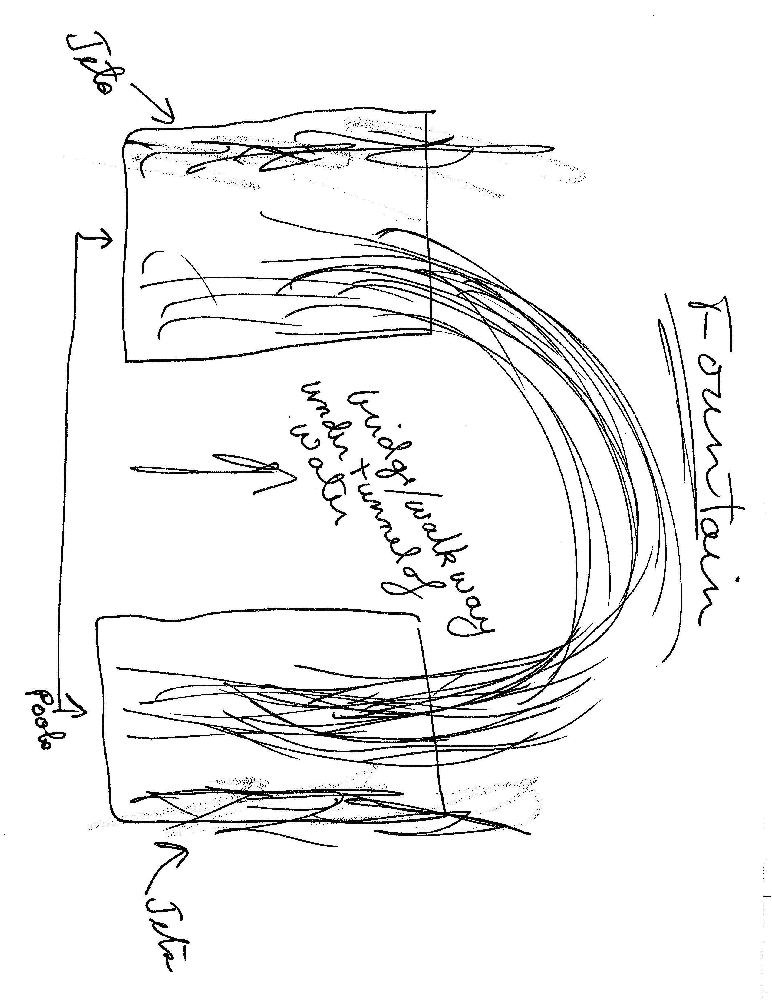 Fountain
bridge/walkway
under tunnel of
water
Jets
Jets
Pools